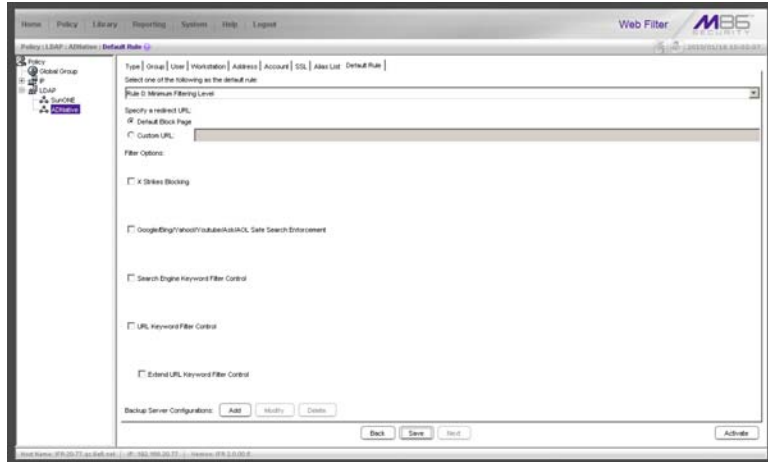 Home Policy Library Reporting System Help Logout
Web Filter
M86
SECURITY
Policy : LDAP : ADNative : Default Rule
Policy
Global Group
IP
LDAP
SunONE
ADNative
Type Group User Workstation Address Account SSL Alias List Default Rule
Select one of the following as the default rule:
Rule 0: Minimum Filtering Level
Specify a redirect URL:
Default Block Page
Custom URL:
Filter Options:
X Strikes Blocking
Google/Bing/Yahoo!/Youtube/Ask/AOL Safe Search Enforcement
Search Engine Keyword Filter Control
URL Keyword Filter Control
Extend URL Keyword Filter Control
Backup Server Configurations: Add Modify Delete
Back Save Next Activate
Host Name: IP: Version: